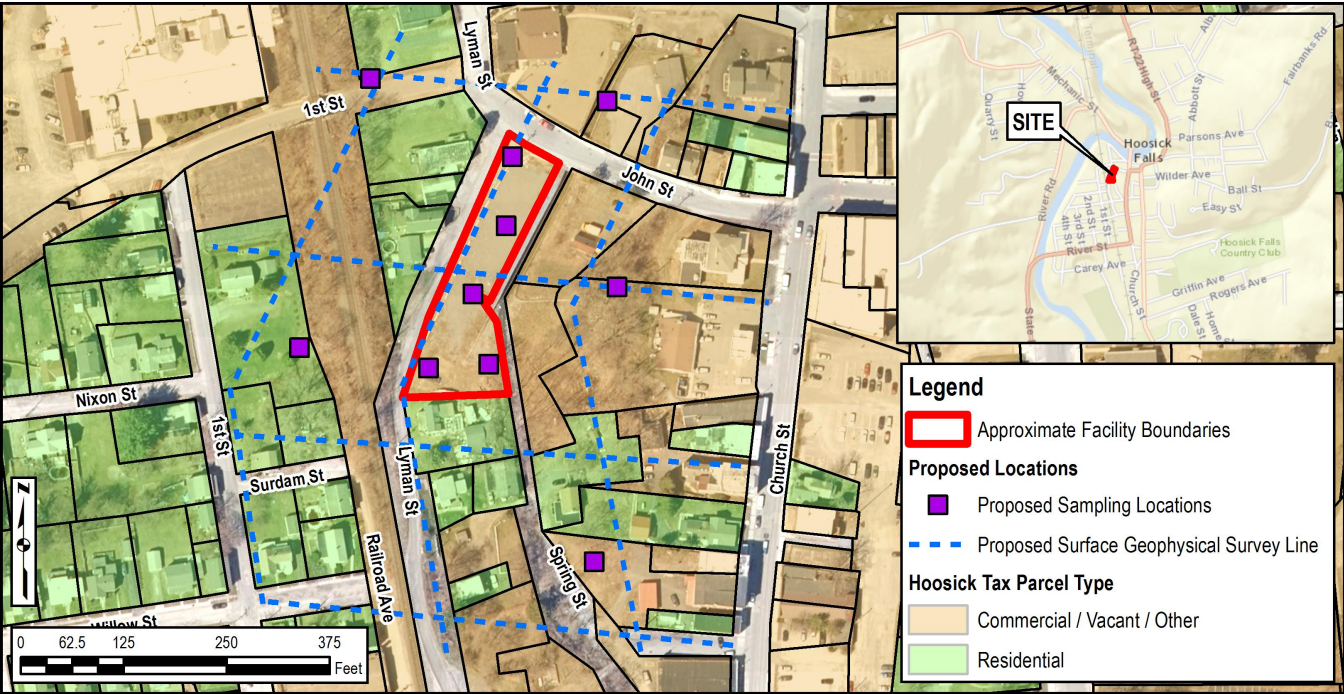 Lyman St
1st St
John St
Nixon St
1st St
Surdam St
Lyman St
Church St
Railroad Ave
Spring St
Willow St
N
0 62.5 125 250 375
Feet
SITE
Mechanic St
Quarry St
RT-22
High St
Abbott St
Fairbanks Rd
Parsons Ave
Hoosick
Falls
Wilder Ave
Ball St
Easy St
River Rd
1st St
2nd St
3rd St
4th St
River St
Carey Ave
Church St
Hoosick Falls
Country Club
Griffin Ave
Rogers Ave
Dale St
State
Legend
Approximate Facility Boundaries
Proposed Locations
Proposed Sampling Locations
Proposed Surface Geophysical Survey Line
Hoosick Tax Parcel Type
Commercial / Vacant / Other
Residential